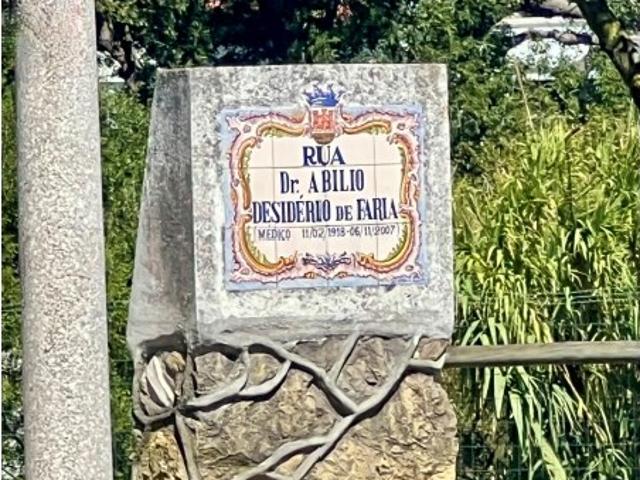 RUA
Dr. ABILIO
DESIDÉRIO DE FARIA
MÉDICO 11/02/1918-06/11/2007